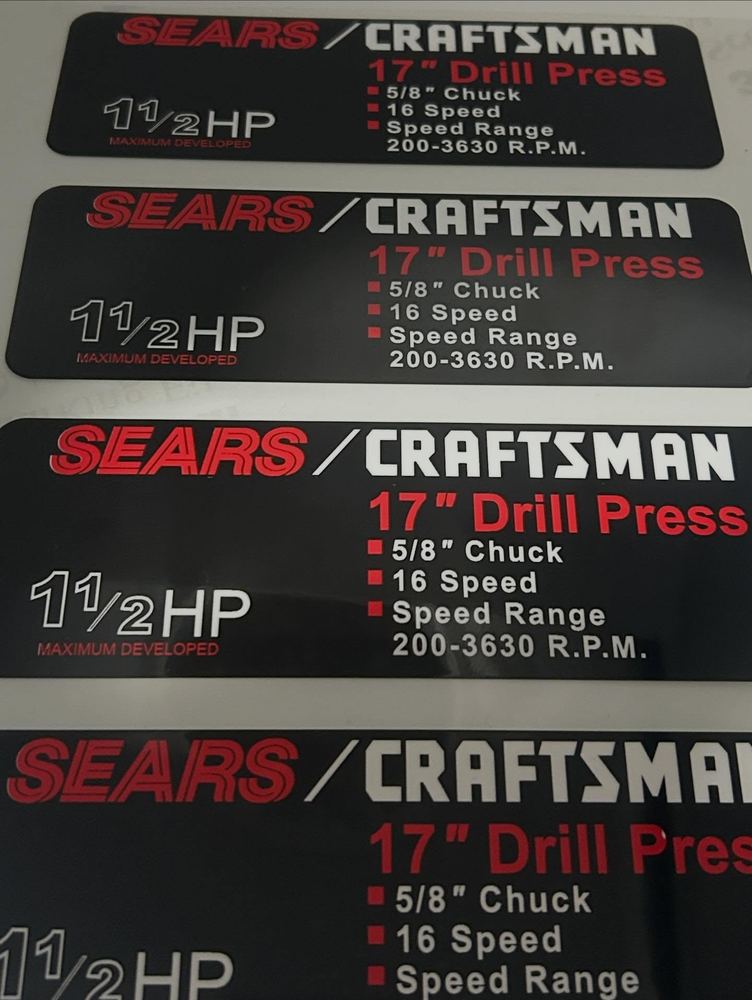 SEARS / CRAFTSMAN
17" Drill Press
5/8" Chuck
16 Speed
Speed Range
200-3630 R.P.M.
1 1/2 HP
MAXIMUM DEVELOPED
SEARS / CRAFTSMAN
17" Drill Press
5/8" Chuck
16 Speed
Speed Range
200-3630 R.P.M.
1 1/2 HP
MAXIMUM DEVELOPED
SEARS / CRAFTSMAN
17" Drill Press
5/8" Chuck
16 Speed
Speed Range
200-3630 R.P.M.
1 1/2 HP
MAXIMUM DEVELOPED
SEARS / CRAFTSMA
17" Drill Pres
5/8" Chuck
16 Speed
Speed Range
1 1/2 HP